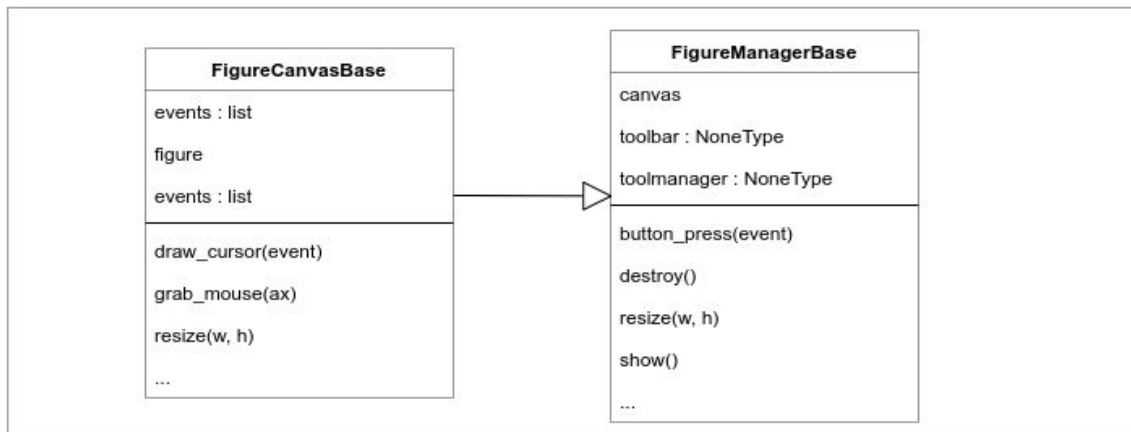 FigureCanvasBase
events : list
figure
events : list
draw_cursor(event)
grab_mouse(ax)
resize(w, h)
...
FigureManagerBase
canvas
toolbar : NoneType
toolmanager : NoneType
button_press(event)
destroy()
resize(w, h)
show()
...